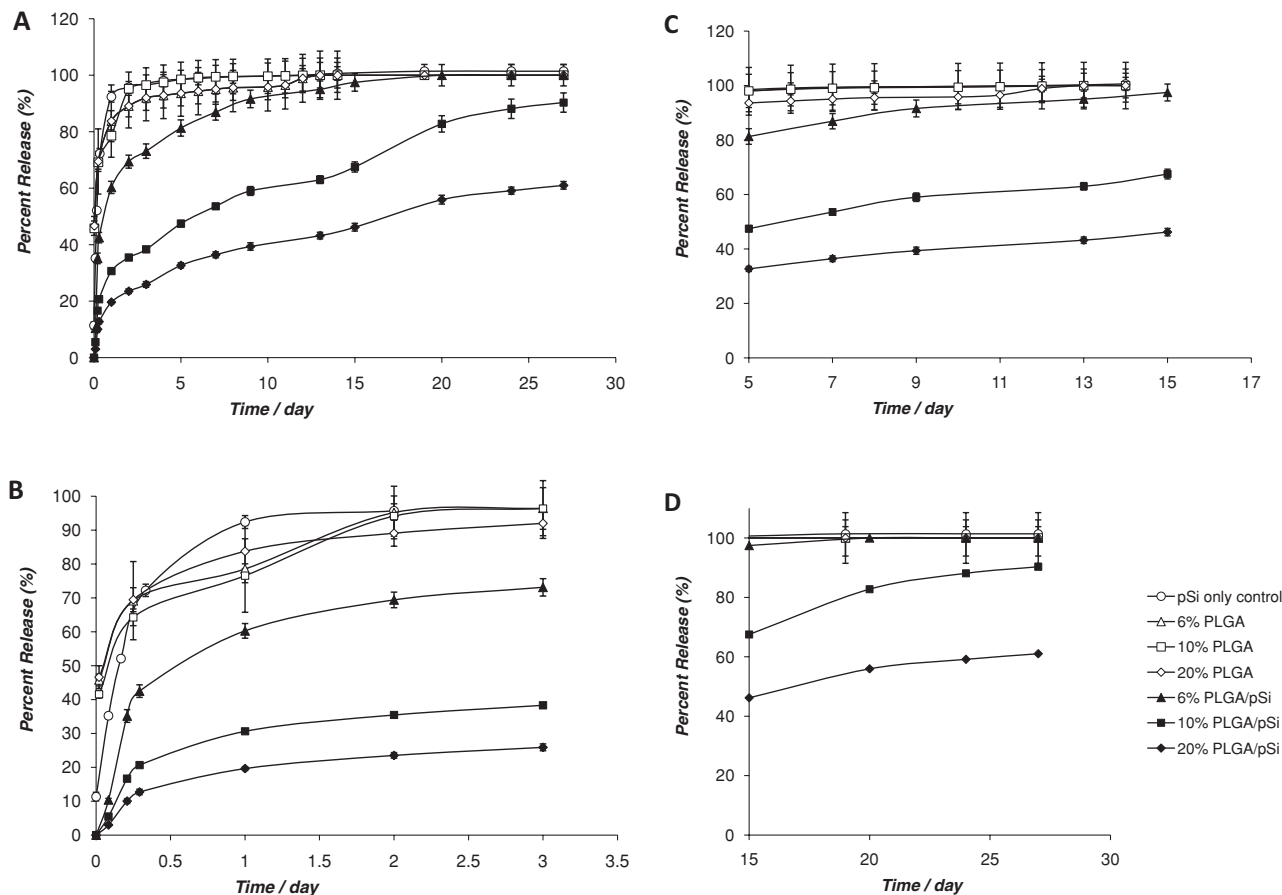 A
120
100
80
60
40
20
0
Percent Release (%)
0 5 10 15 20 25 30
Time / day
C
120
100
80
60
40
20
0
Percent Release (%)
5 7 9 11 13 15 17
Time / day
B
100
90
80
70
60
50
40
30
20
10
0
Percent Release (%)
0 0.5 1 1.5 2 2.5 3 3.5
Time / day
D
100
80
60
40
20
0
Percent Release (%)
15 20 25 30
Time / day
pSi only control
6% PLGA
10% PLGA
20% PLGA
6% PLGA/pSi
10% PLGA/pSi
20% PLGA/pSi